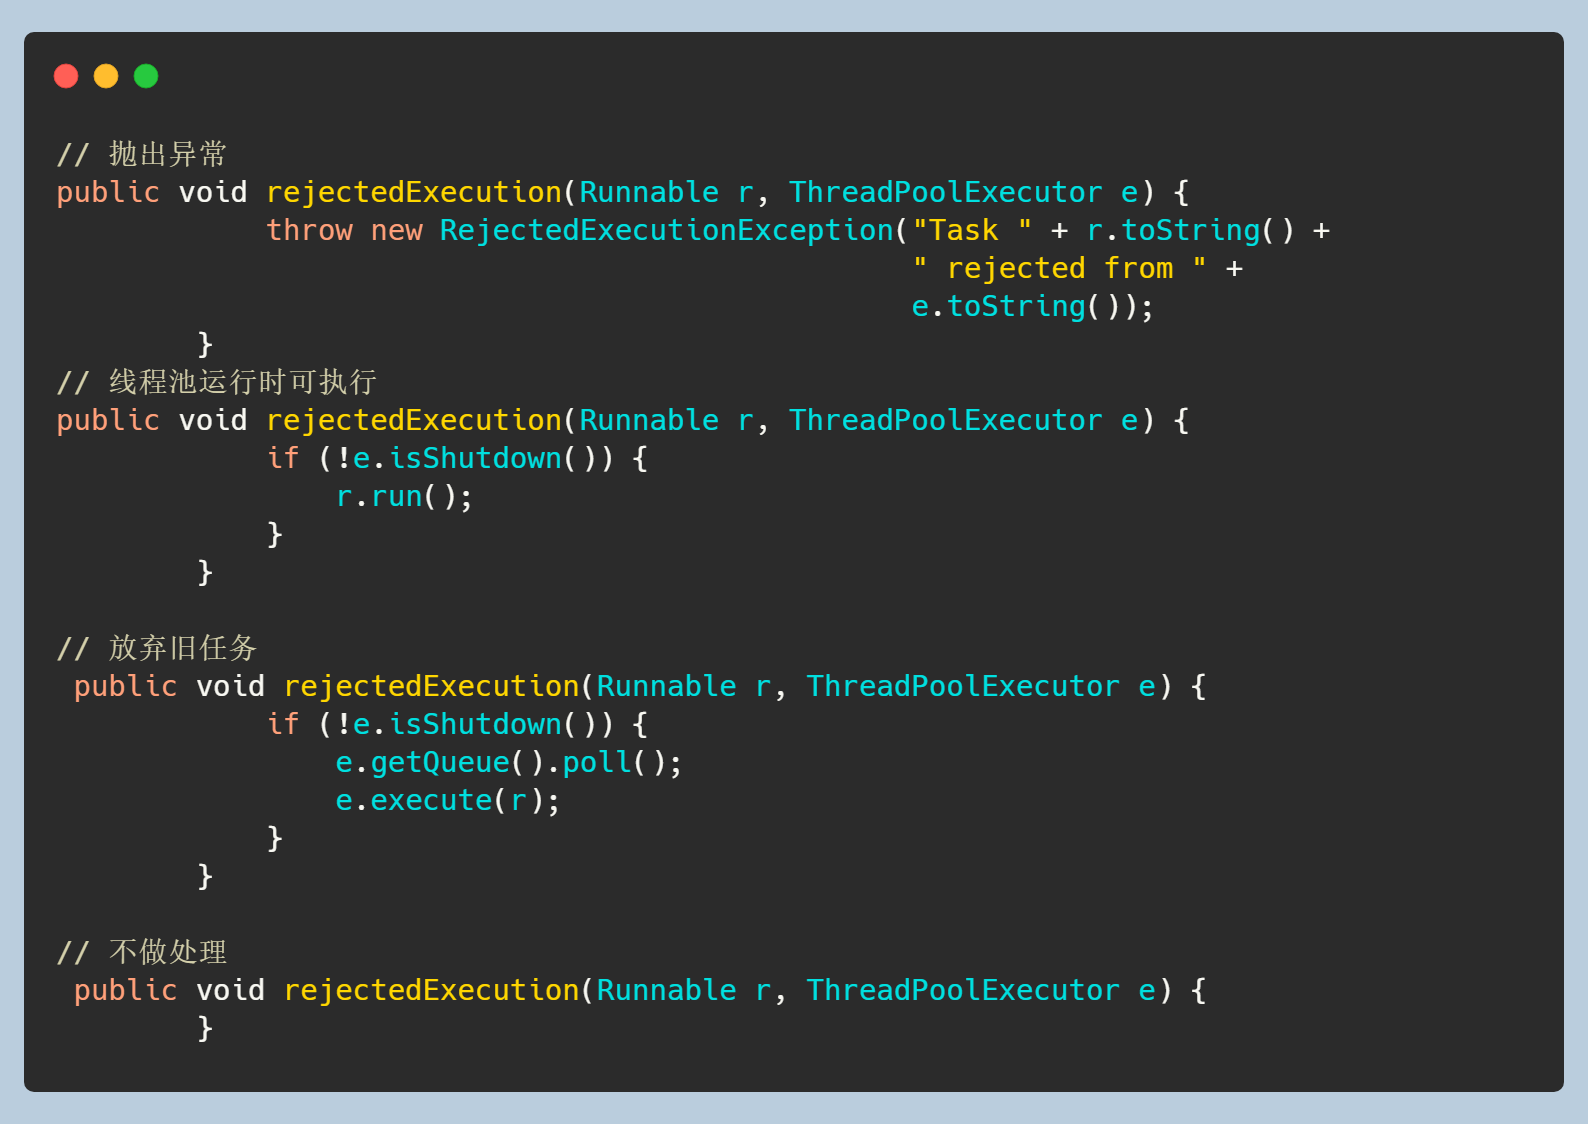 // 抛出异常
public void rejectedExecution(Runnable r, ThreadPoolExecutor e) {
            throw new RejectedExecutionException("Task " + r.toString() +
                                                 " rejected from " +
                                                 e.toString());
        }
// 线程池运行时可执行
public void rejectedExecution(Runnable r, ThreadPoolExecutor e) {
            if (!e.isShutdown()) {
                r.run();
            }
        }

// 放弃旧任务
 public void rejectedExecution(Runnable r, ThreadPoolExecutor e) {
            if (!e.isShutdown()) {
                e.getQueue().poll();
                e.execute(r);
            }
        }

// 不做处理
 public void rejectedExecution(Runnable r, ThreadPoolExecutor e) {
        }